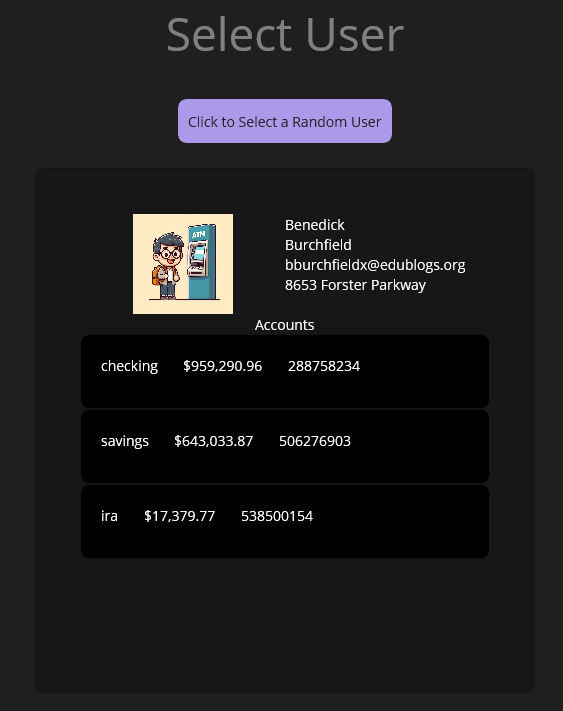 Select User
Click to Select a Random User
ATM
Benedick
Burchfield
bburchfieldx@edublogs.org
8653 Forster Parkway
Accounts
checking $959,290.96 288758234
savings $643,033.87 506276903
ira $17,379.77 538500154